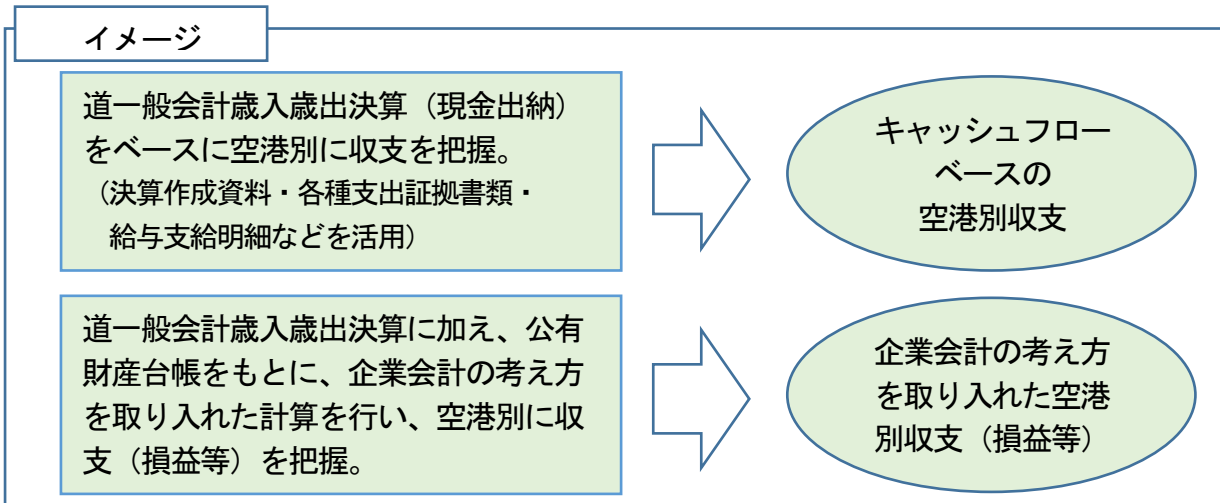 イメージ
道一般会計歳入歳出決算（現金出納）
をベースに空港別に収支を把握。
（決算作成資料・各種支出証拠書類・
給与支給明細などを活用）
キャッシュフロー
ベースの
空港別収支
道一般会計歳入歳出決算に加え、公有
財産台帳をもとに、企業会計の考え方
を取り入れた計算を行い、空港別に収
支（損益等）を把握。
企業会計の考え方
を取り入れた空港
別収支（損益等）